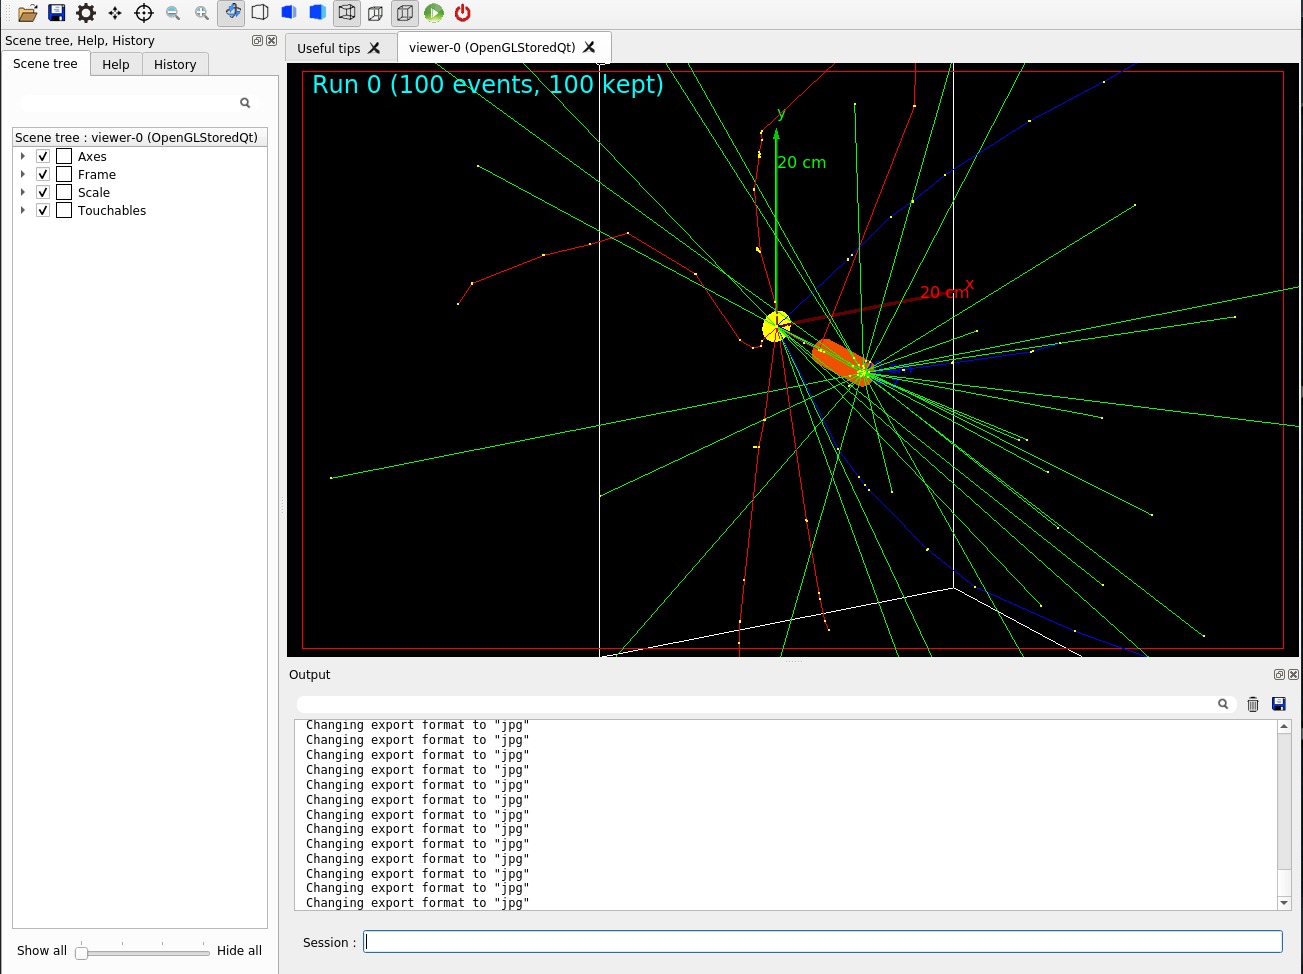 Scene tree, Help, History
Scene tree
Help
History
Scene tree : viewer-0 (OpenGLStoredQt)
Axes
Frame
Scale
Touchables
Show all
Hide all
Useful tips
viewer-0 (OpenGLStoredQt)
Run 0 (100 events, 100 kept)
y
20 cm
20 cm
x
Output
Changing export format to "jpg"
Changing export format to "jpg"
Changing export format to "jpg"
Changing export format to "jpg"
Changing export format to "jpg"
Changing export format to "jpg"
Changing export format to "jpg"
Changing export format to "jpg"
Changing export format to "jpg"
Changing export format to "jpg"
Changing export format to "jpg"
Changing export format to "jpg"
Changing export format to "jpg"
Session :